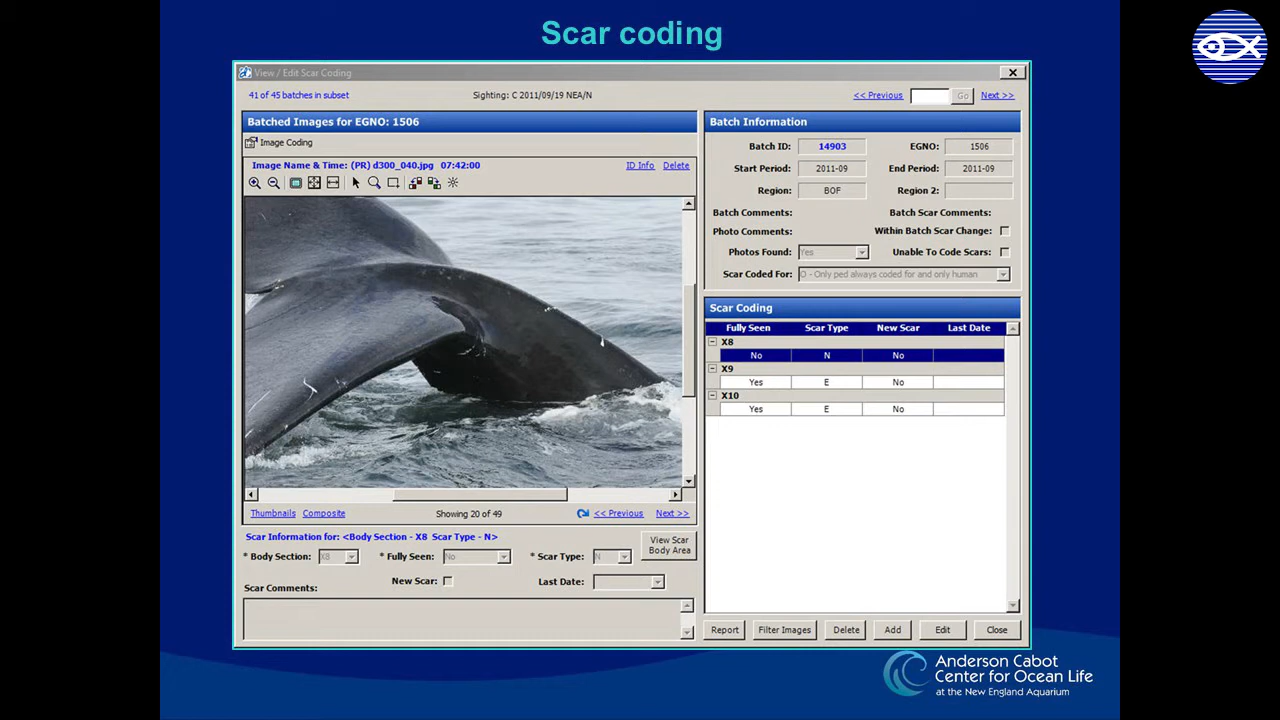 Scar coding
View / Edit Scar Coding
41 of 45 batches in subset
Sighting: C 2011/09/19 NEA/N
<< Previous
Go
Next >>
Batched Images for EGNO: 1506
Image Coding
Image Name & Time: (PR) d300_040.jpg 07:42:00
ID Info
Delete
Thumbnails
Composite
Showing 20 of 49
<< Previous
Next >>
Scar Information for: <Body Section - X8 Scar Type - N>
View Scar
Body Area
* Body Section: X8
* Fully Seen: No
* Scar Type: N
New Scar:
Last Date:
Scar Comments:
Batch Information
Batch ID: 14903
EGNO: 1506
Start Period: 2011-09
End Period: 2011-09
Region: BOF
Region 2:
Batch Comments:
Batch Scar Comments:
Photo Comments:
Within Batch Scar Change:
Photos Found: Yes
Unable To Code Scars:
Scar Coded For: O - Only ped always coded for and only human
Scar Coding
Fully Seen Scar Type New Scar Last Date
X8
No N No
X9
Yes E No
X10
Yes E No
Report
Filter Images
Delete
Add
Edit
Close
Anderson Cabot
Center for Ocean Life
at the New England Aquarium